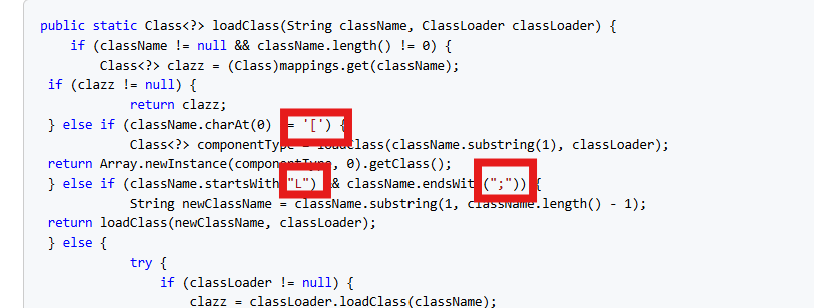 public static Class<?> loadClass(String className, ClassLoader classLoader) {
if (className != null && className.length() != 0) {
Class<?> clazz = (Class)mappings.get(className);
if (clazz != null) {
return clazz;
} else if (className.charAt(0) = '[') {
Class<?> componentType = loadClass(className.substring(1), classLoader);
return Array.newInstance(componentType, 0).getClass();
} else if (className.startsWith "L") & className.endsWit (";")) {
String newClassName = className.substring(1, className.length() - 1);
return loadClass(newClassName, classLoader);
} else {
try {
if (classLoader != null) {
clazz = classLoader.loadClass(className);